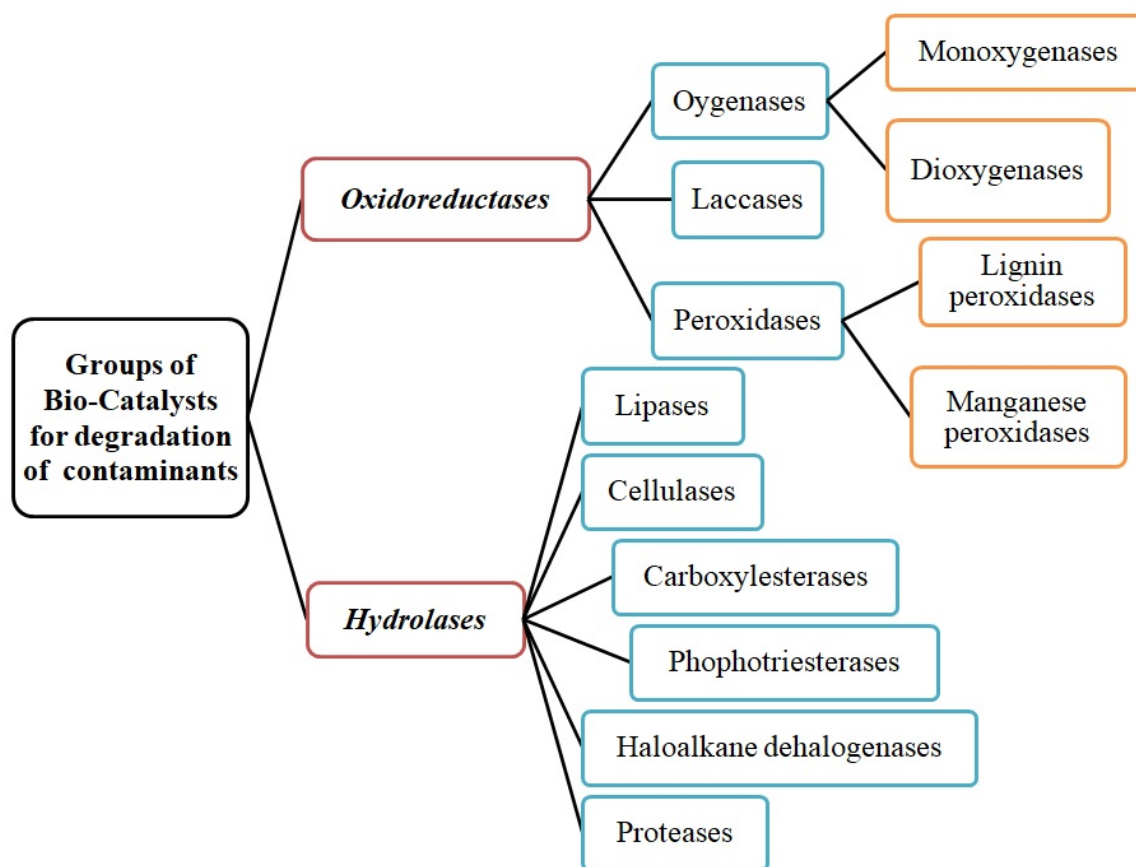 Groups of
Bio-Catalysts
for degradation
of contaminants
Oxidoreductases
Oygenases
Monoxygenases
Dioxygenases
Laccases
Peroxidases
Lignin
peroxidases
Manganese
peroxidases
Hydrolases
Lipases
Cellulases
Carboxylesterases
Phophotriesterases
Haloalkane dehalogenases
Proteases